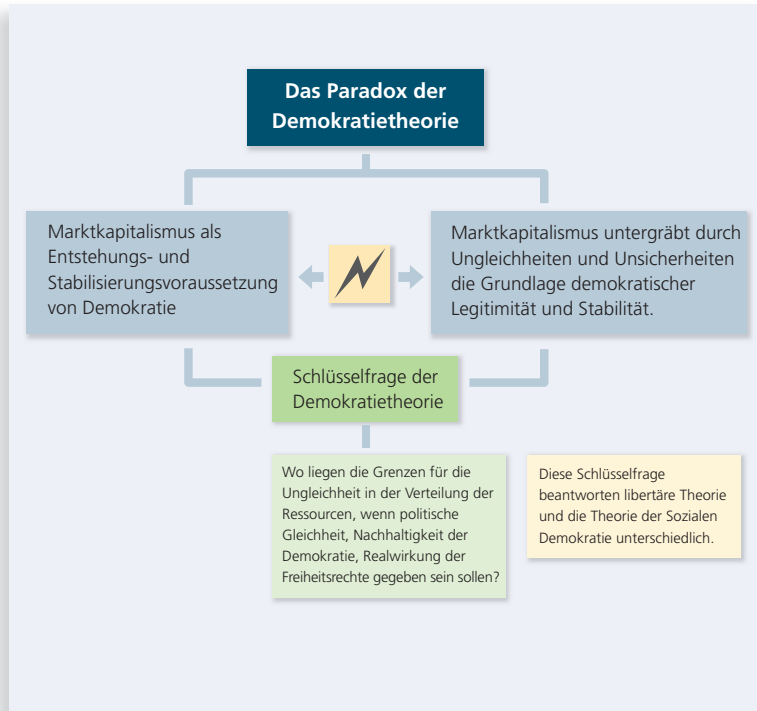 Das Paradox der
Demokratietheorie
Marktkapitalismus als
Entstehungs- und
Stabilisierungsvoraussetzung
von Demokratie
Marktkapitalismus untergräbt durch
Ungleichheiten und Unsicherheiten
die Grundlage demokratischer
Legitimität und Stabilität.
Schlüsselfrage der
Demokratietheorie
Wo liegen die Grenzen für die
Ungleichheit in der Verteilung der
Ressourcen, wenn politische
Gleichheit, Nachhaltigkeit der
Demokratie, Realwirkung der
Freiheitsrechte gegeben sein sollen?
Diese Schlüsselfrage
beantworten libertäre Theorie
und die Theorie der Sozialen
Demokratie unterschiedlich.